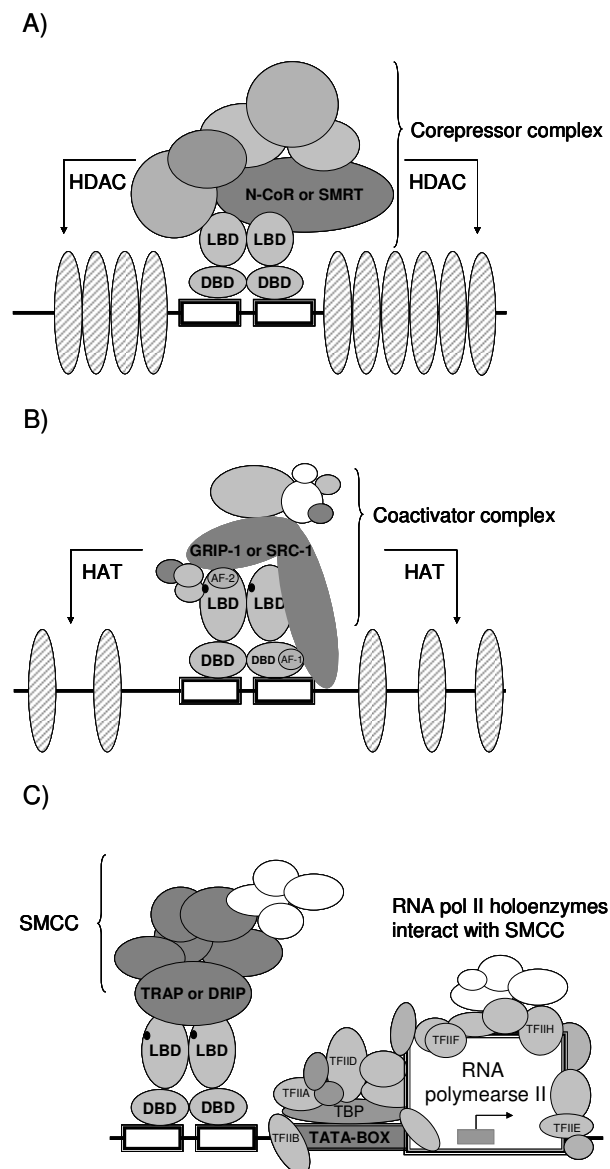 A)
Corepressor complex
HDAC
HDAC
N-CoR or SMRT
LBD
LBD
DBD
DBD
B)
Coactivator complex
GRIP-1 or SRC-1
HAT
HAT
AF-2
LBD
LBD
DBD
DBD
AF-1
C)
SMCC
RNA pol II holoenzymes
interact with SMCC
TRAP or DRIP
LBD
LBD
DBD
DBD
TFIID
TFIIA
TBP
TFIIB
TATA-BOX
TFIIF
TFIIH
RNA
polymearse II
TFIIE